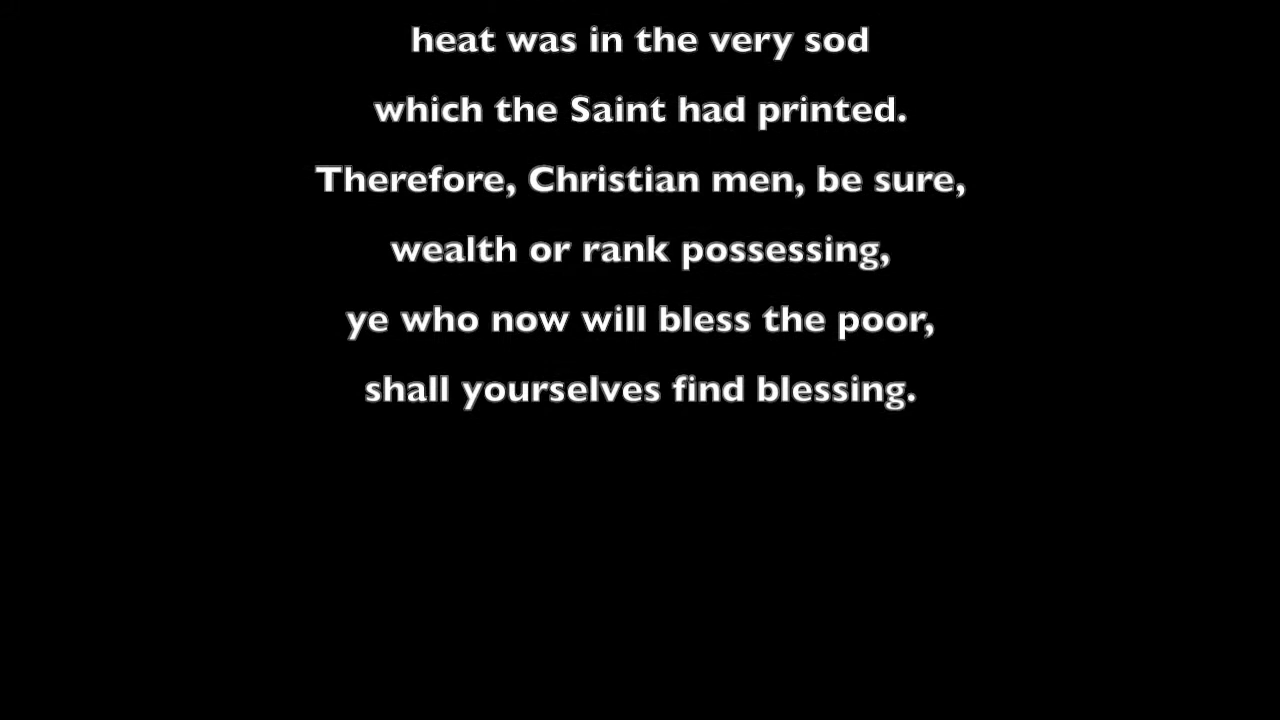 heat was in the very sod
which the Saint had printed.
Therefore, Christian men, be sure,
wealth or rank possessing,
ye who now will bless the poor,
shall yourselves find blessing.